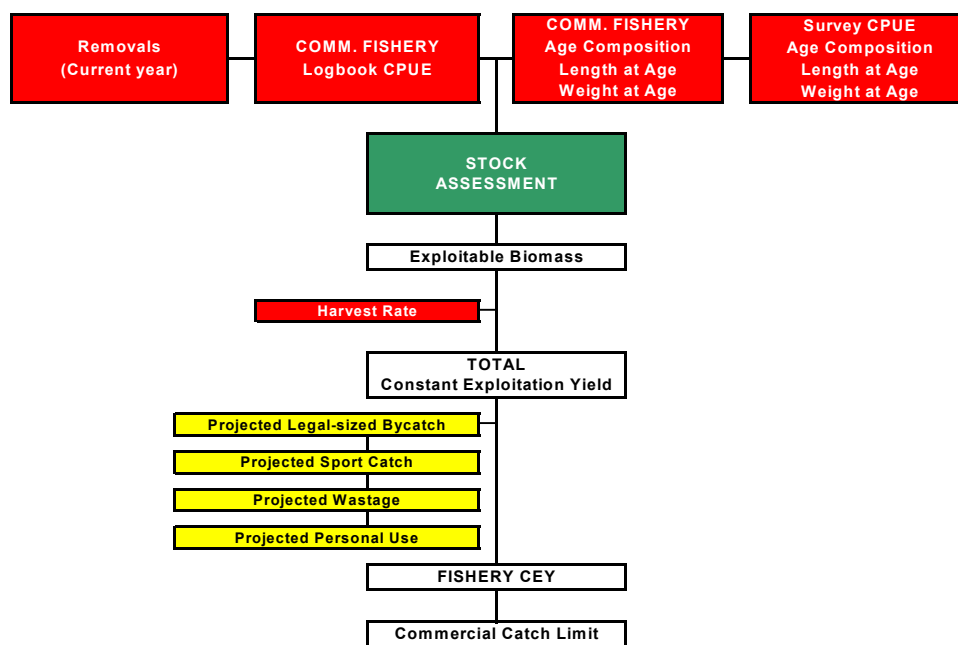 Removals
(Current year)
COMM. FISHERY
Logbook CPUE
COMM. FISHERY
Age Composition
Length at Age
Weight at Age
Survey CPUE
Age Composition
Length at Age
Weight at Age
STOCK
ASSESSMENT
Exploitable Biomass
Harvest Rate
TOTAL
Constant Exploitation Yield
Projected Legal-sized Bycatch
Projected Sport Catch
Projected Wastage
Projected Personal Use
FISHERY CEY
Commercial Catch Limit